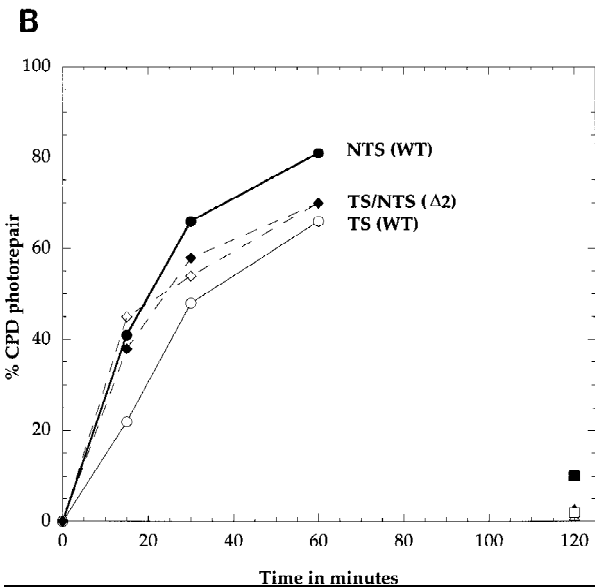 B
100
80
60
40
20
0
% CPD photorepair
NTS (WT)
TS/NTS (Δ2)
TS (WT)
0 20 40 60 80 100 120
Time in minutes